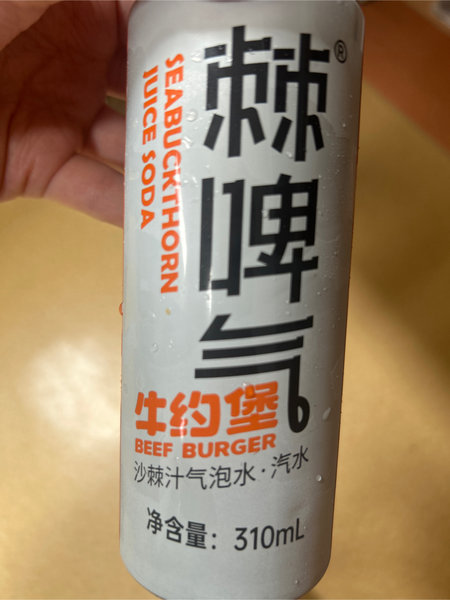 棘啤气®
SEABUCKTHORN
JUICE SODA
牛约堡
BEEF BURGER
沙棘汁气泡水·汽水
净含量：310mL